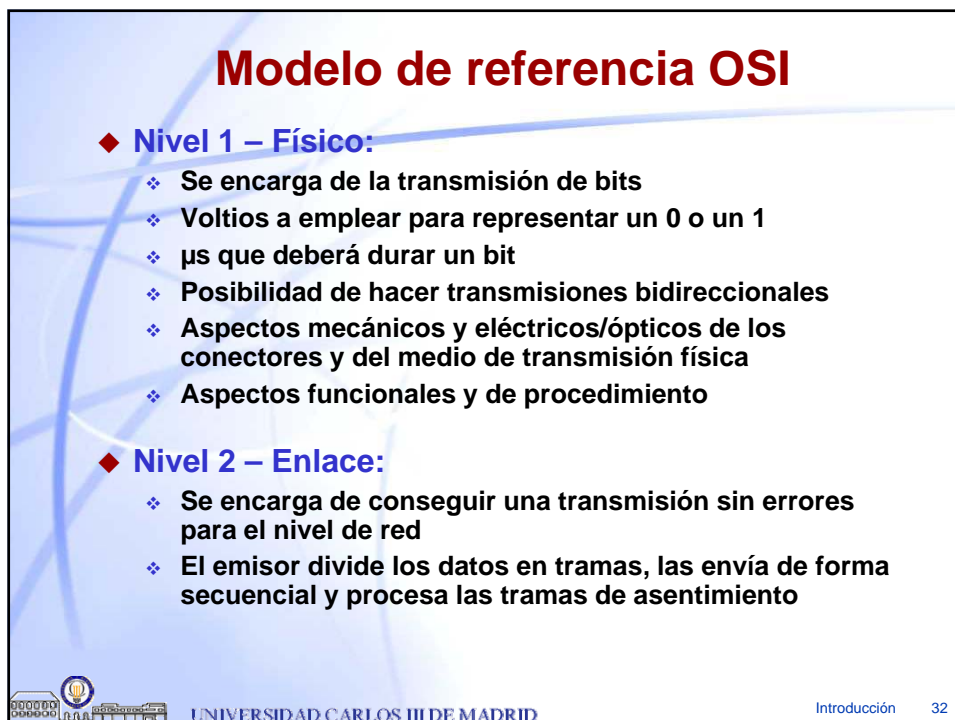 Modelo de referencia OSI
◆ Nivel 1 – Físico:
❖ Se encarga de la transmisión de bits
❖ Voltios a emplear para representar un 0 o un 1
❖ µs que deberá durar un bit
❖ Posibilidad de hacer transmisiones bidireccionales
❖ Aspectos mecánicos y eléctricos/ópticos de los
conectores y del medio de transmisión física
❖ Aspectos funcionales y de procedimiento
◆ Nivel 2 – Enlace:
❖ Se encarga de conseguir una transmisión sin errores
para el nivel de red
❖ El emisor divide los datos en tramas, las envía de forma
secuencial y procesa las tramas de asentimiento
UNIVERSIDAD CARLOS III DE MADRID
Introducción 32